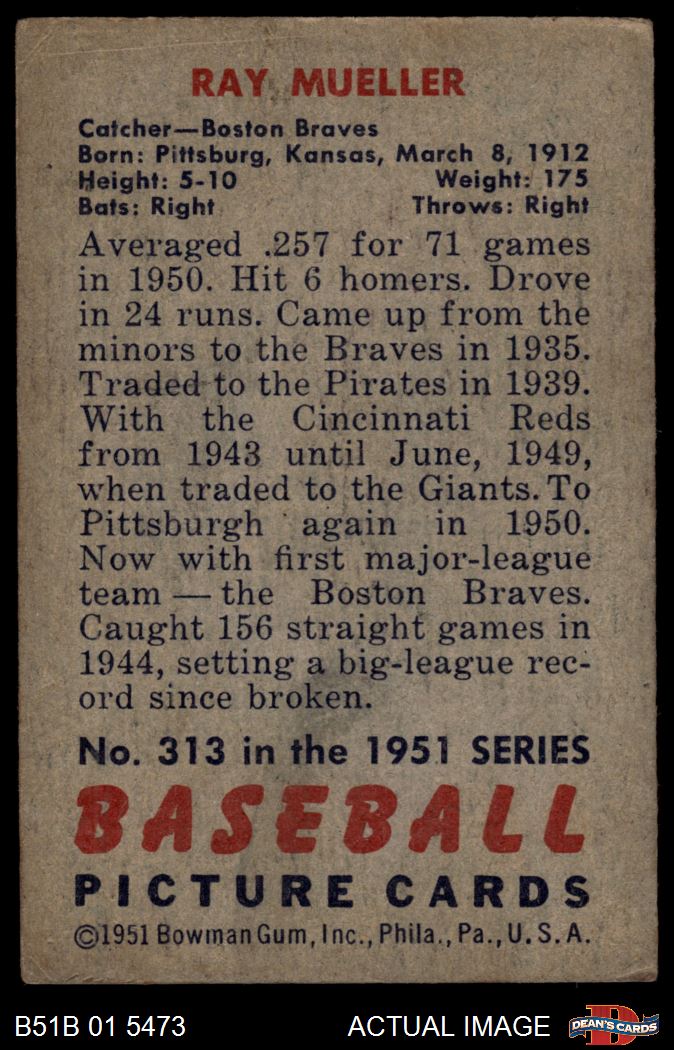 RAY MUELLER
Catcher—Boston Braves
Born: Pittsburg, Kansas, March 8, 1912
Height: 5-10 Weight: 175
Bats: Right Throws: Right
Averaged .257 for 71 games
in 1950. Hit 6 homers. Drove
in 24 runs. Came up from the
minors to the Braves in 1935.
Traded to the Pirates in 1939.
With the Cincinnati Reds
from 1943 until June, 1949,
when traded to the Giants. To
Pittsburgh again in 1950.
Now with first major-league
team — the Boston Braves.
Caught 156 straight games in
1944, setting a big-league rec-
ord since broken.
No. 313 in the 1951 SERIES
BASEBALL
PICTURE CARDS
©1951 Bowman Gum, Inc., Phila., Pa., U.S.A.
B51B 01 5473 ACTUAL IMAGE D DEAN'S CARDS